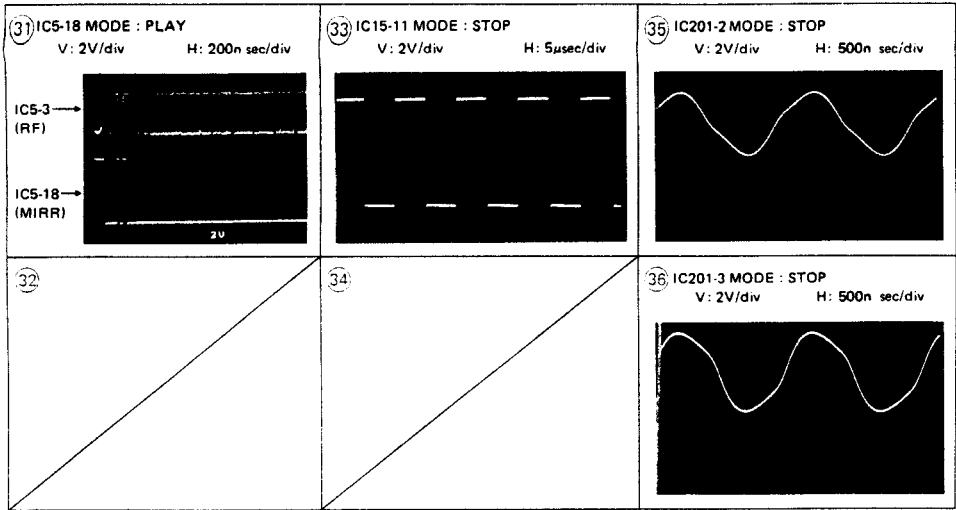 31 IC5-18 MODE : PLAY
V: 2V/div H: 200n sec/div
IC5-3
(RF)
IC5-18
(MIRR)
2V
33 IC15-11 MODE : STOP
V: 2V/div H: 5μsec/div
35 IC201-2 MODE : STOP
V: 2V/div H: 500n sec/div
32
34
36 IC201-3 MODE : STOP
V: 2V/div H: 500n sec/div